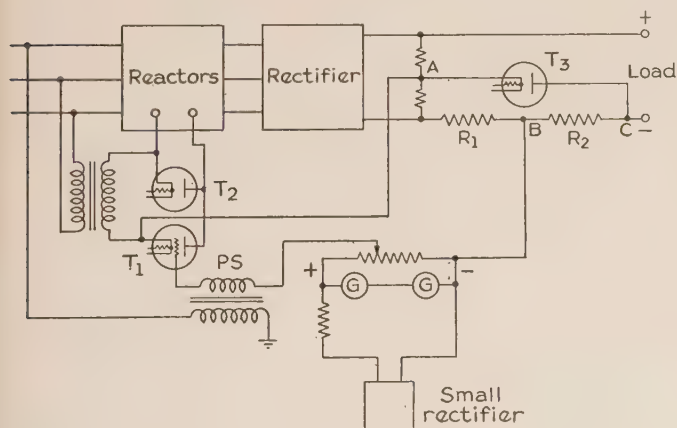 +
Reactors
Rectifier
A
T3
Load
R1
B
R2
C -
T2
T1
PS
+
-
G
G
Small
rectifier